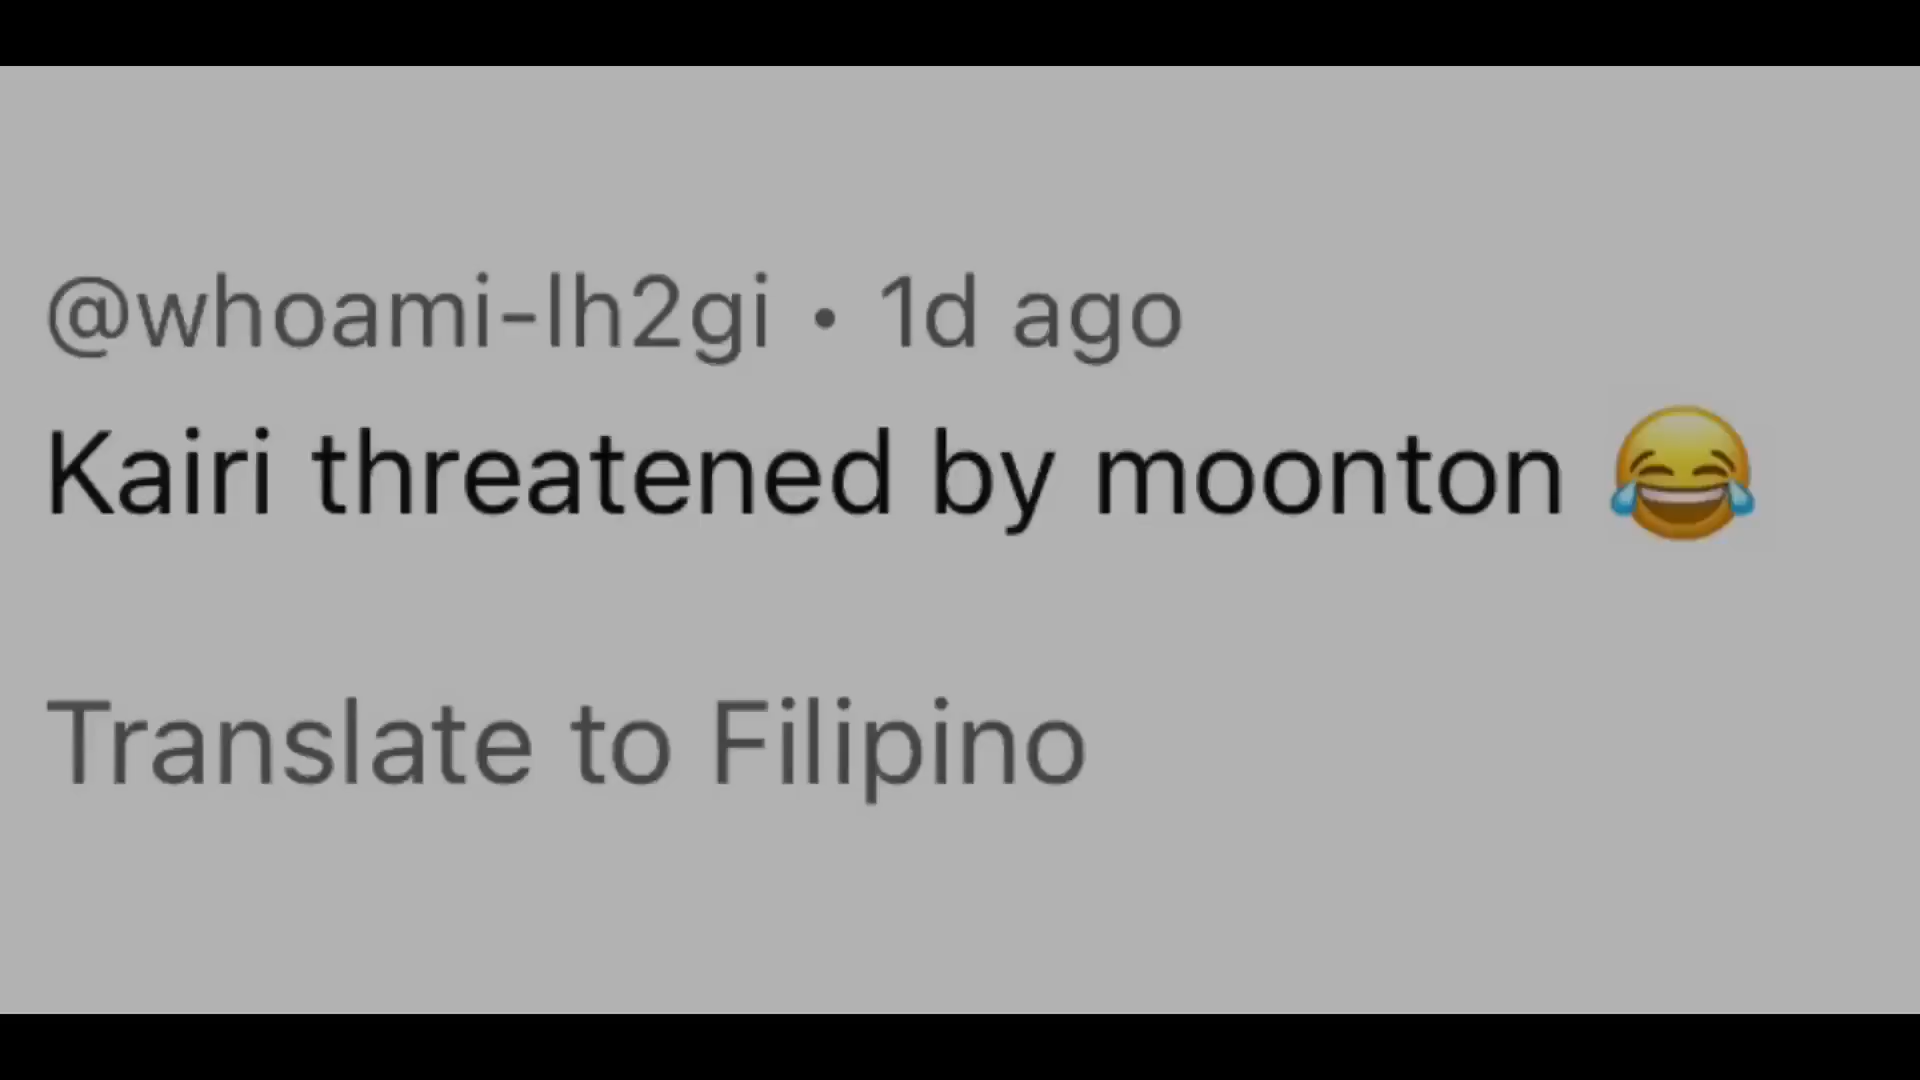 @whoami-lh2gi • 1d ago
Kairi threatened by moonton 😂
Translate to Filipino